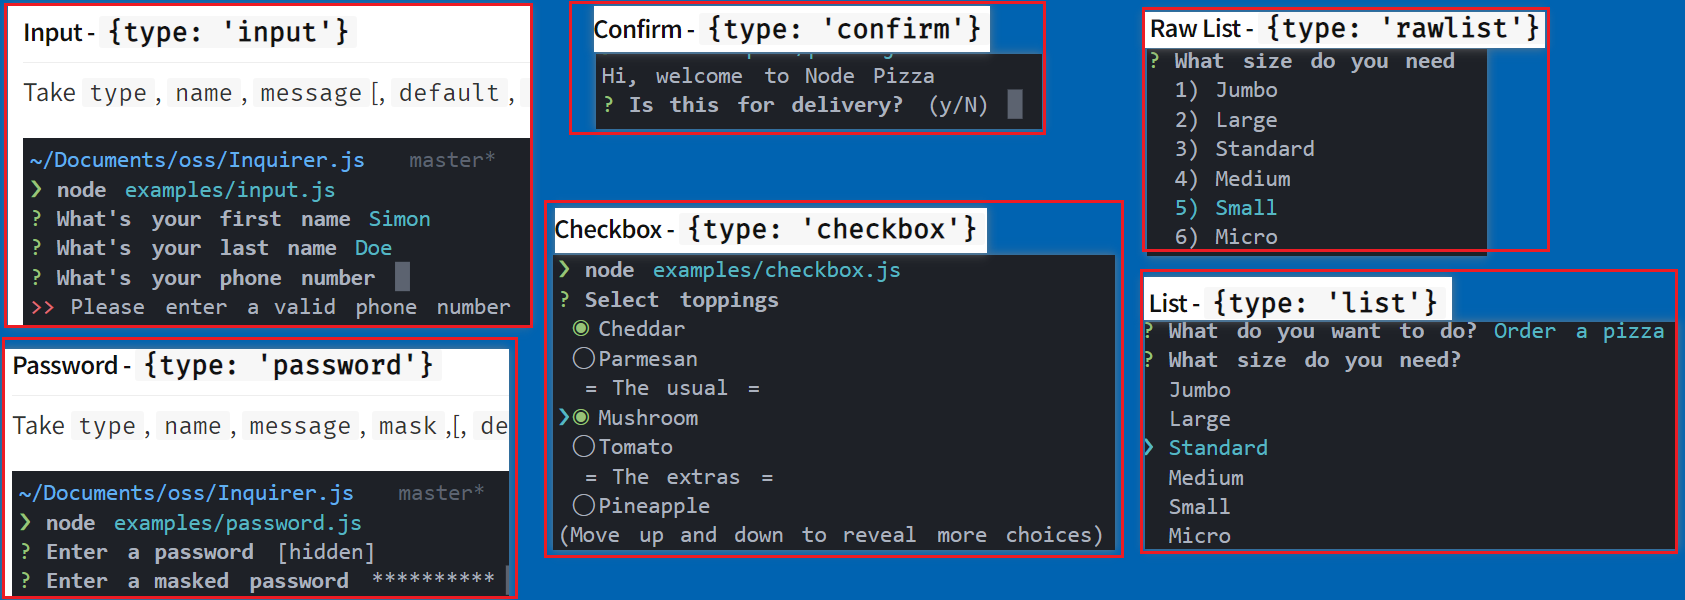 Input - {type: 'input'}
Take type, name, message [, default,
~/Documents/oss/Inquirer.js master*
❯ node examples/input.js
? What's your first name Simon
? What's your last name Doe
? What's your phone number
>> Please enter a valid phone number
Password - {type: 'password'}
Take type, name, message, mask,[, de
~/Documents/oss/Inquirer.js master*
❯ node examples/password.js
? Enter a password [hidden]
? Enter a masked password **********
Confirm - {type: 'confirm'}
Hi, welcome to Node Pizza
? Is this for delivery? (y/N)
Checkbox - {type: 'checkbox'}
❯ node examples/checkbox.js
? Select toppings
◉ Cheddar
◯ Parmesan
= The usual =
❯◉ Mushroom
◯ Tomato
= The extras =
◯ Pineapple
(Move up and down to reveal more choices)
Raw List - {type: 'rawlist'}
? What size do you need
1) Jumbo
2) Large
3) Standard
4) Medium
5) Small
6) Micro
List - {type: 'list'}
? What do you want to do? Order a pizza
? What size do you need?
Jumbo
Large
❯ Standard
Medium
Small
Micro